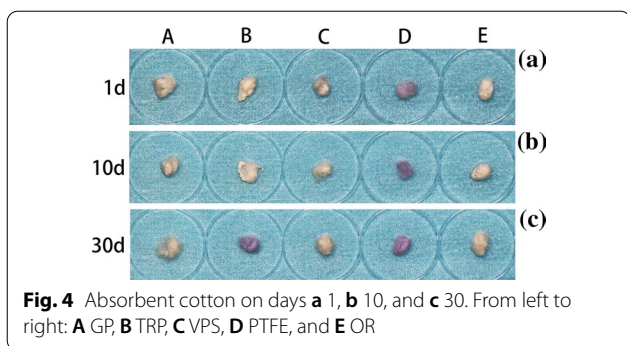 A B C D E
1d (a)
10d (b)
30d (c)
Fig. 4 Absorbent cotton on days a 1, b 10, and c 30. From left to
right: A GP, B TRP, C VPS, D PTFE, and E OR